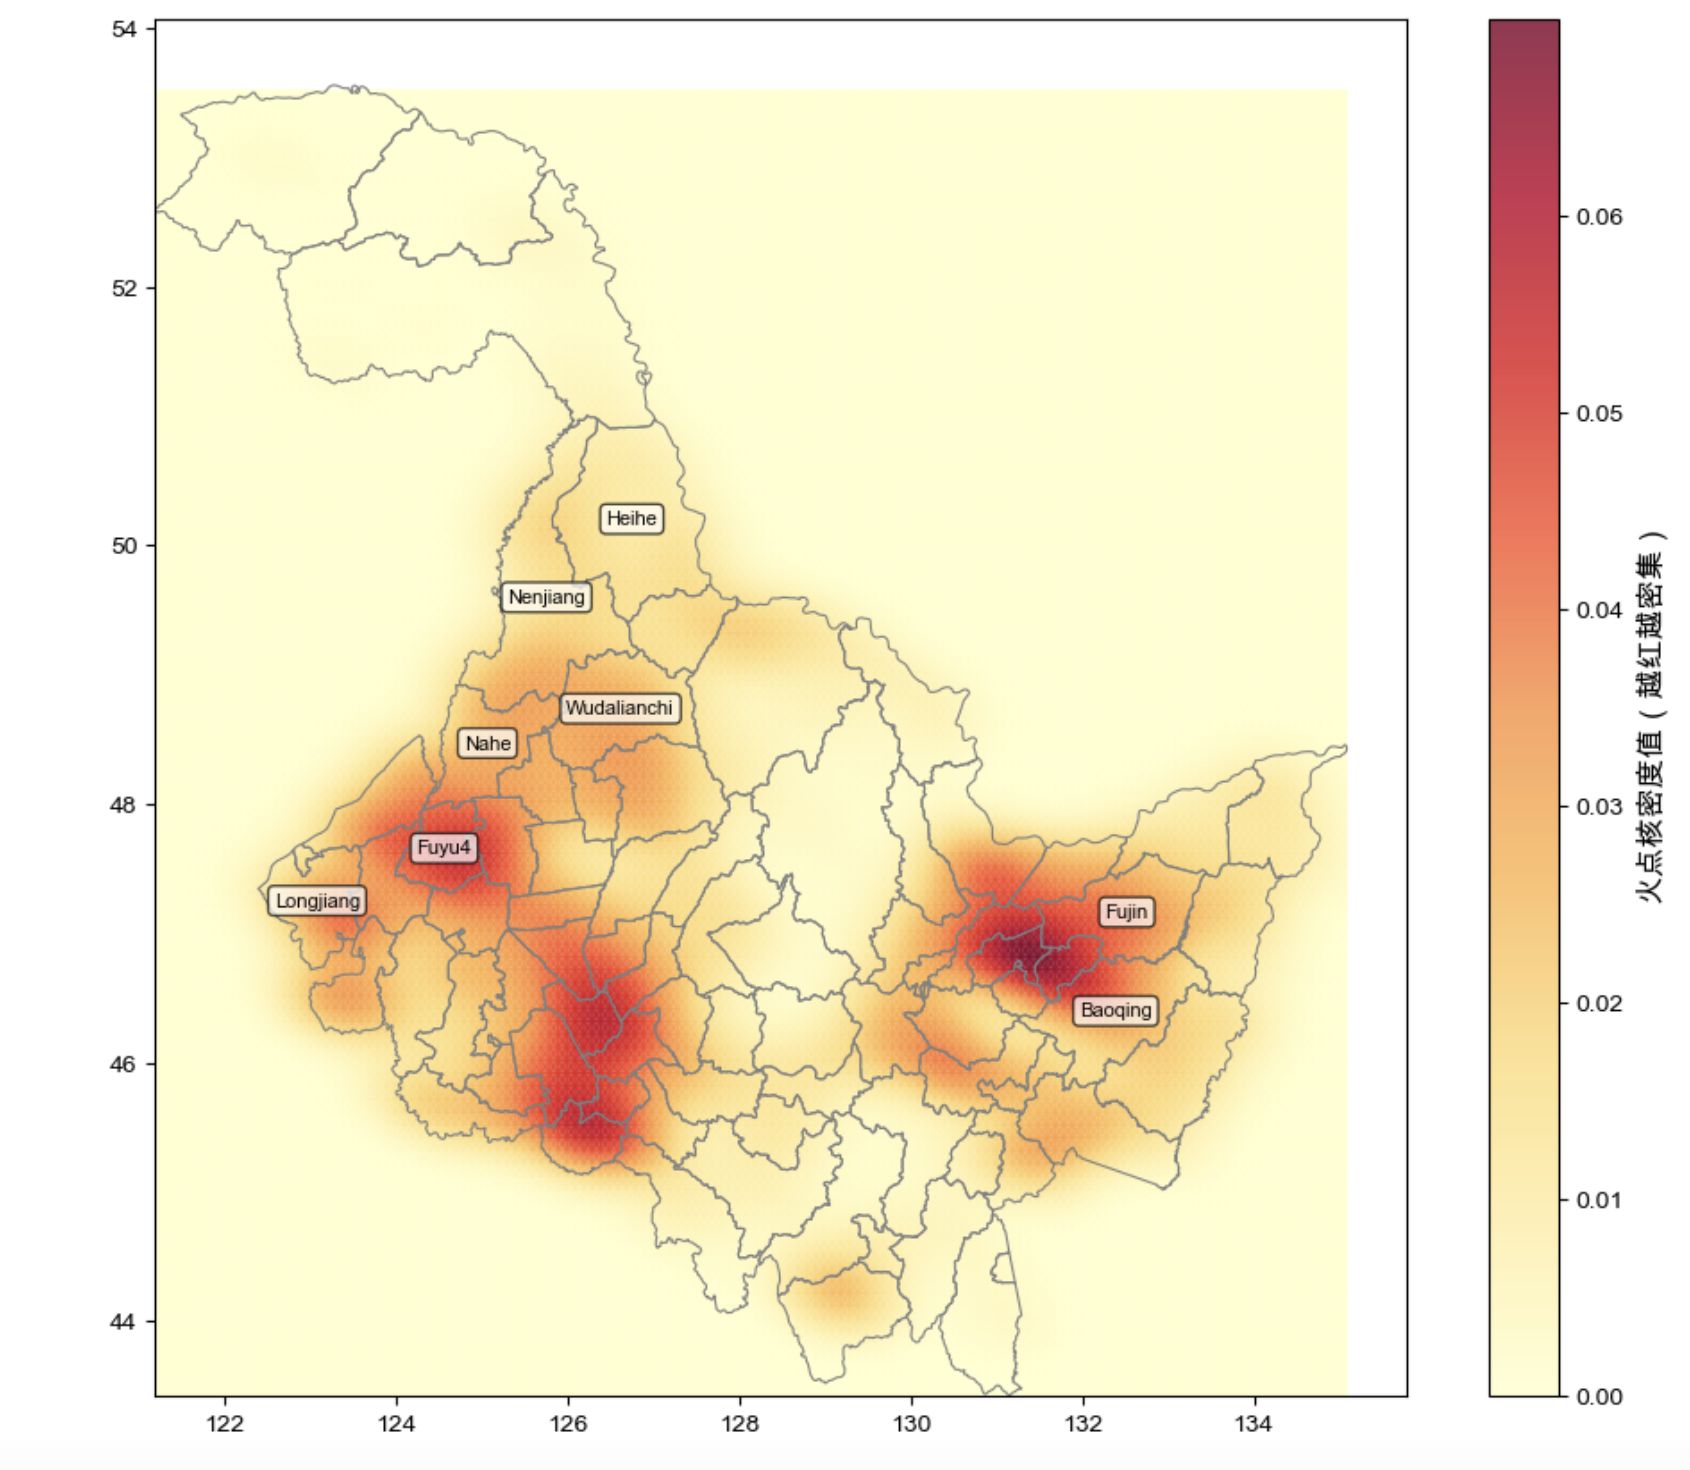 54
52
50
48
46
44
122
124
126
128
130
132
134
Heihe
Nenjiang
Wudalianchi
Nahe
Fuyu4
Longjiang
Fujin
Baoqing
0.06
0.05
0.04
0.03
0.02
0.01
0.00
火点核密度值(越红越密集)